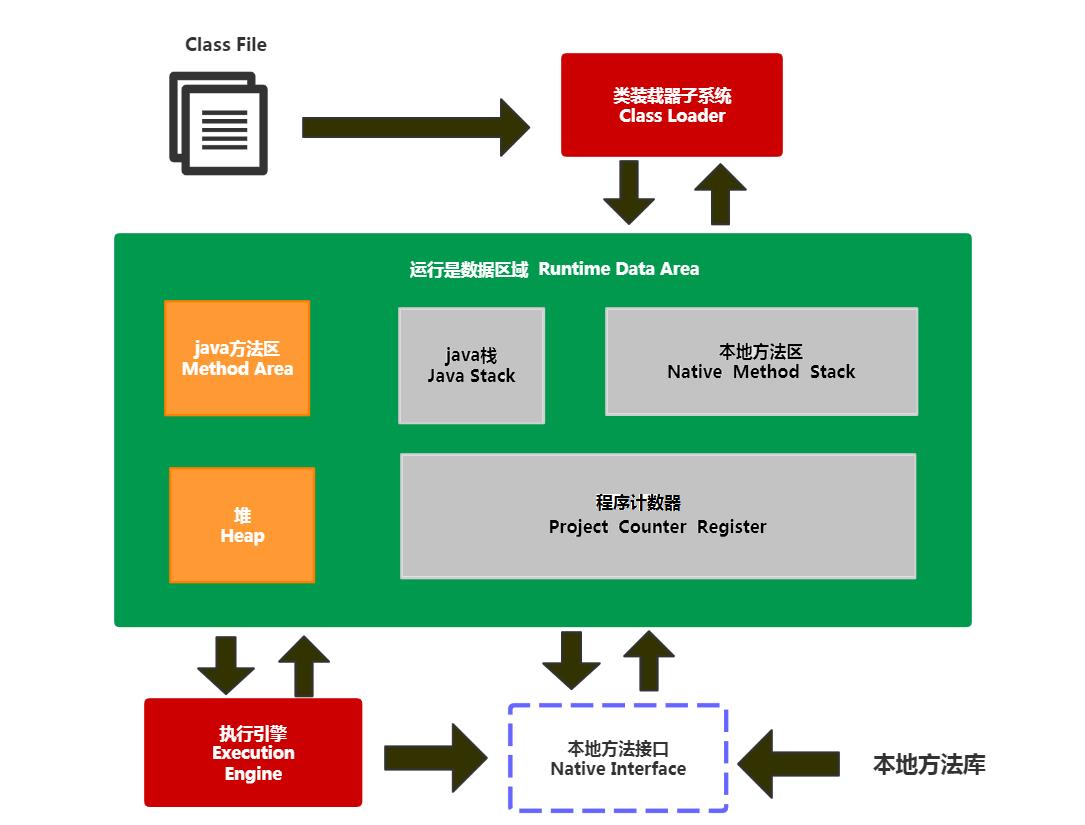 Class File
类装载器子系统
Class Loader
运行是数据区域 Runtime Data Area
java方法区
Method Area
java栈
Java Stack
本地方法区
Native Method Stack
堆
Heap
程序计数器
Project Counter Register
执行引擎
Execution
Engine
本地方法接口
Native Interface
本地方法库